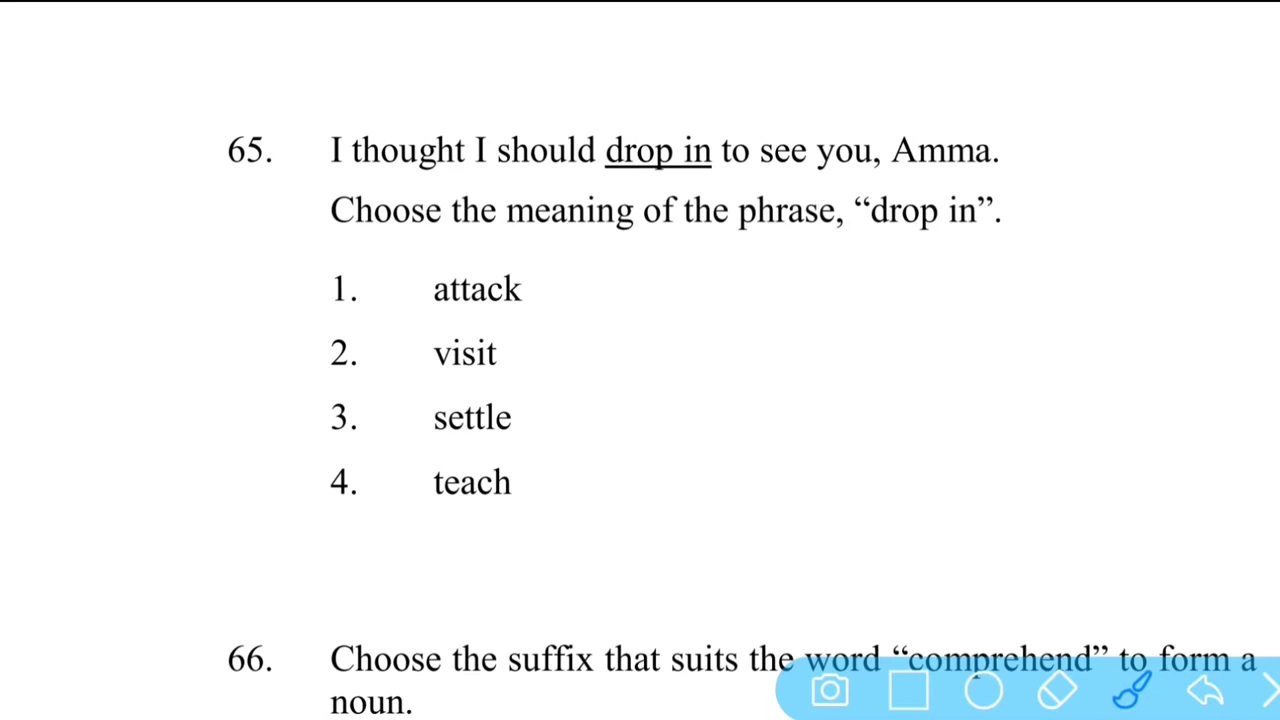 65. I thought I should drop in to see you, Amma.
Choose the meaning of the phrase, “drop in”.
1. attack
2. visit
3. settle
4. teach
66. Choose the suffix that suits the word “comprehend” to form a
noun.